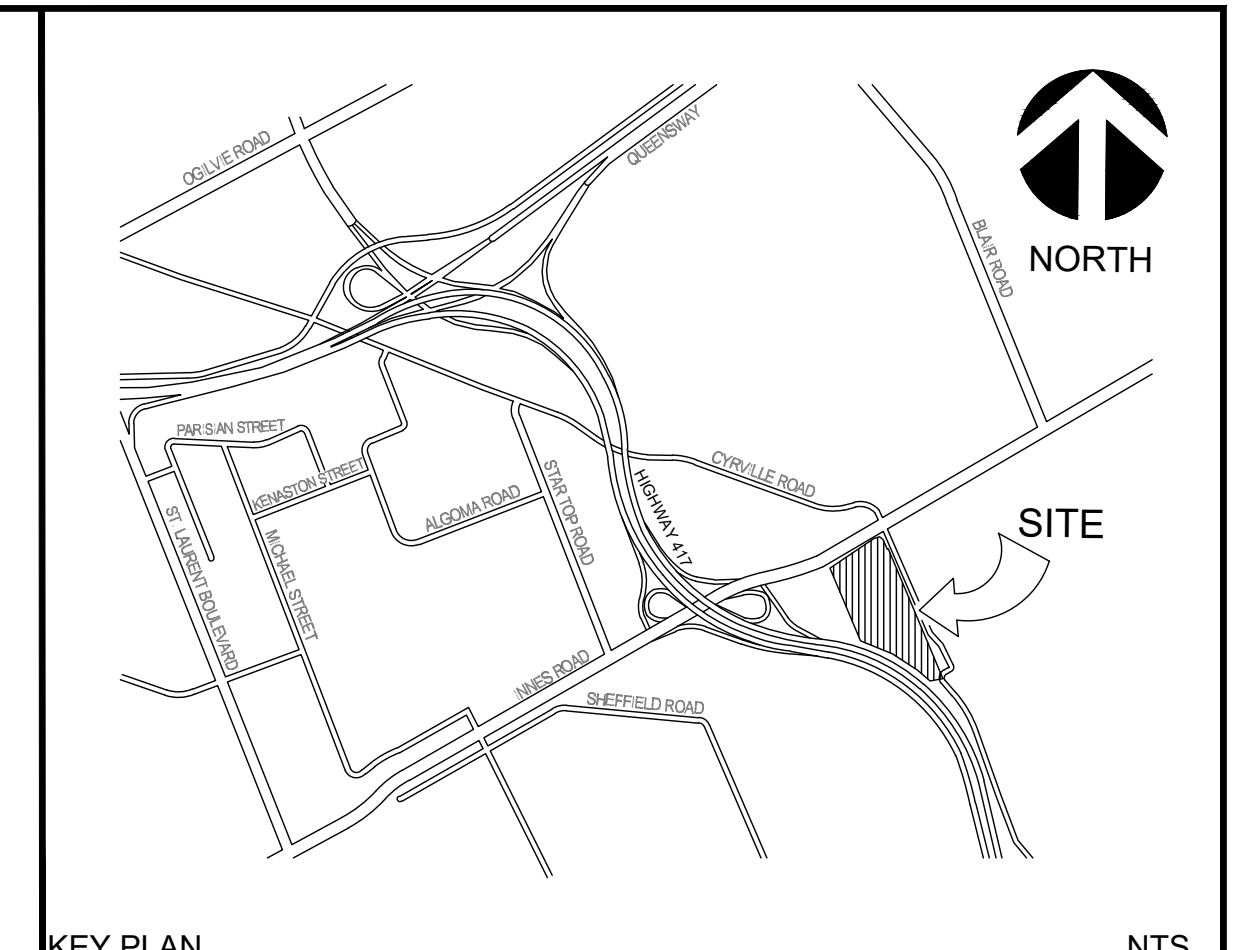 OGILVIE ROAD
QUEENSWAY
BLAIR ROAD
NORTH
PARISIAN STREET
KENASTON STREET
ALGOMA ROAD
STAR TOP ROAD
HIGHWAY 417
CYRVILLE ROAD
SITE
ST. LAURENT BOULEVARD
MICHAEL STREET
INNES ROAD
SHEFFIELD ROAD
KEY PLAN
NTS